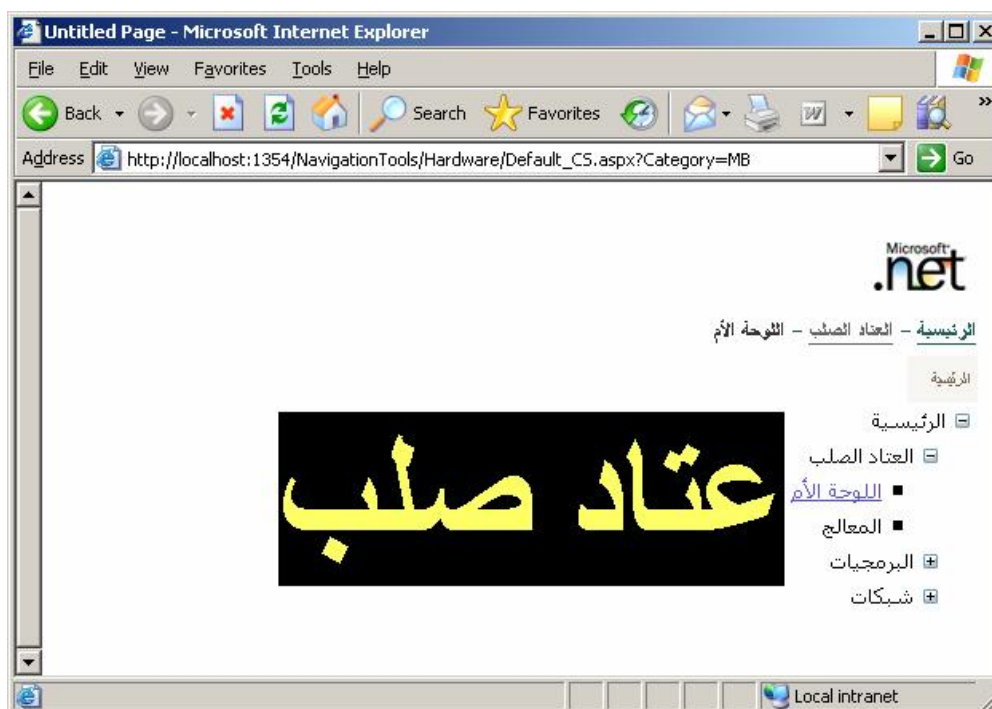 Untitled Page - Microsoft Internet Explorer
File Edit View Favorites Tools Help
Back Search Favorites »
Address http://localhost:1354/NavigationTools/Hardware/Default_CS.aspx?Category=MB Go
Microsoft
.net
الرئيسية – العتاد الصلب – اللوحة الأم
الرئيسية
الرئيسية
العتاد الصلب
اللوحة الأم
المعالج
البرمجيات
شبكات
عتاد صلب
Local intranet